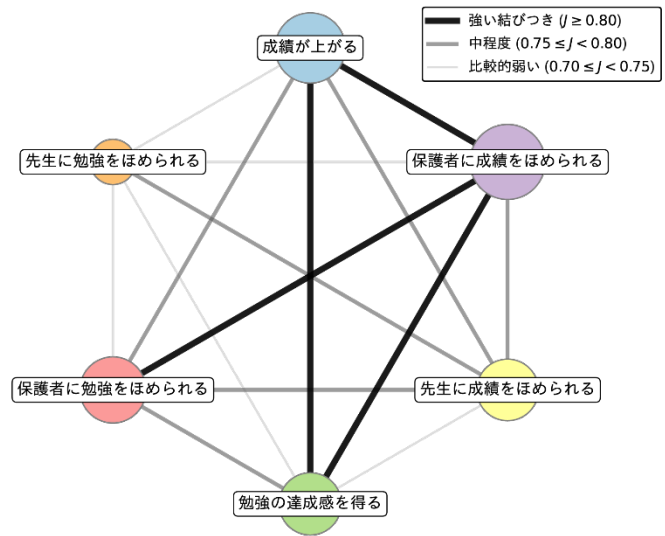 強い結びつき (J ≥ 0.80)
中程度 (0.75 ≤ J < 0.80)
比較的弱い (0.70 ≤ J < 0.75)
成績が上がる
先生に勉強をほめられる
保護者に成績をほめられる
保護者に勉強をほめられる
先生に成績をほめられる
勉強の達成感を得る